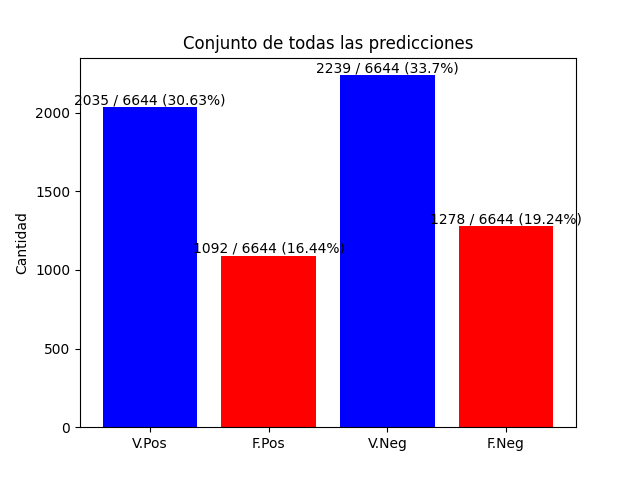 Conjunto de todas las predicciones
2239 / 6644 (33.7%)
2035 / 6644 (30.63%)
1278 / 6644 (19.24%)
1092 / 6644 (16.44%)
Cantidad
2000
1500
1000
500
0
V.Pos
F.Pos
V.Neg
F.Neg